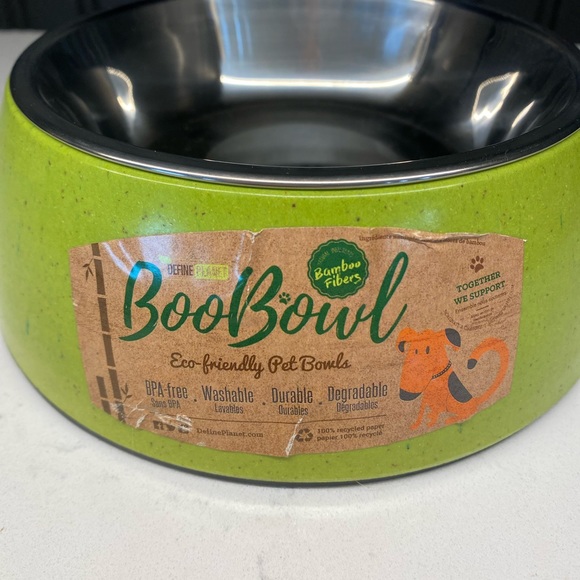 DEFINE PLANET
Bamboo
Fibers
BooBowl
Eco-friendly Pet Bowls
BPA-free · Washable · Durable · Degradable
Sans BPA Lavables Durables Dégradables
DefinePlanet.com
100% recycled paper
papier 100% recyclé
TOGETHER
WE SUPPORT